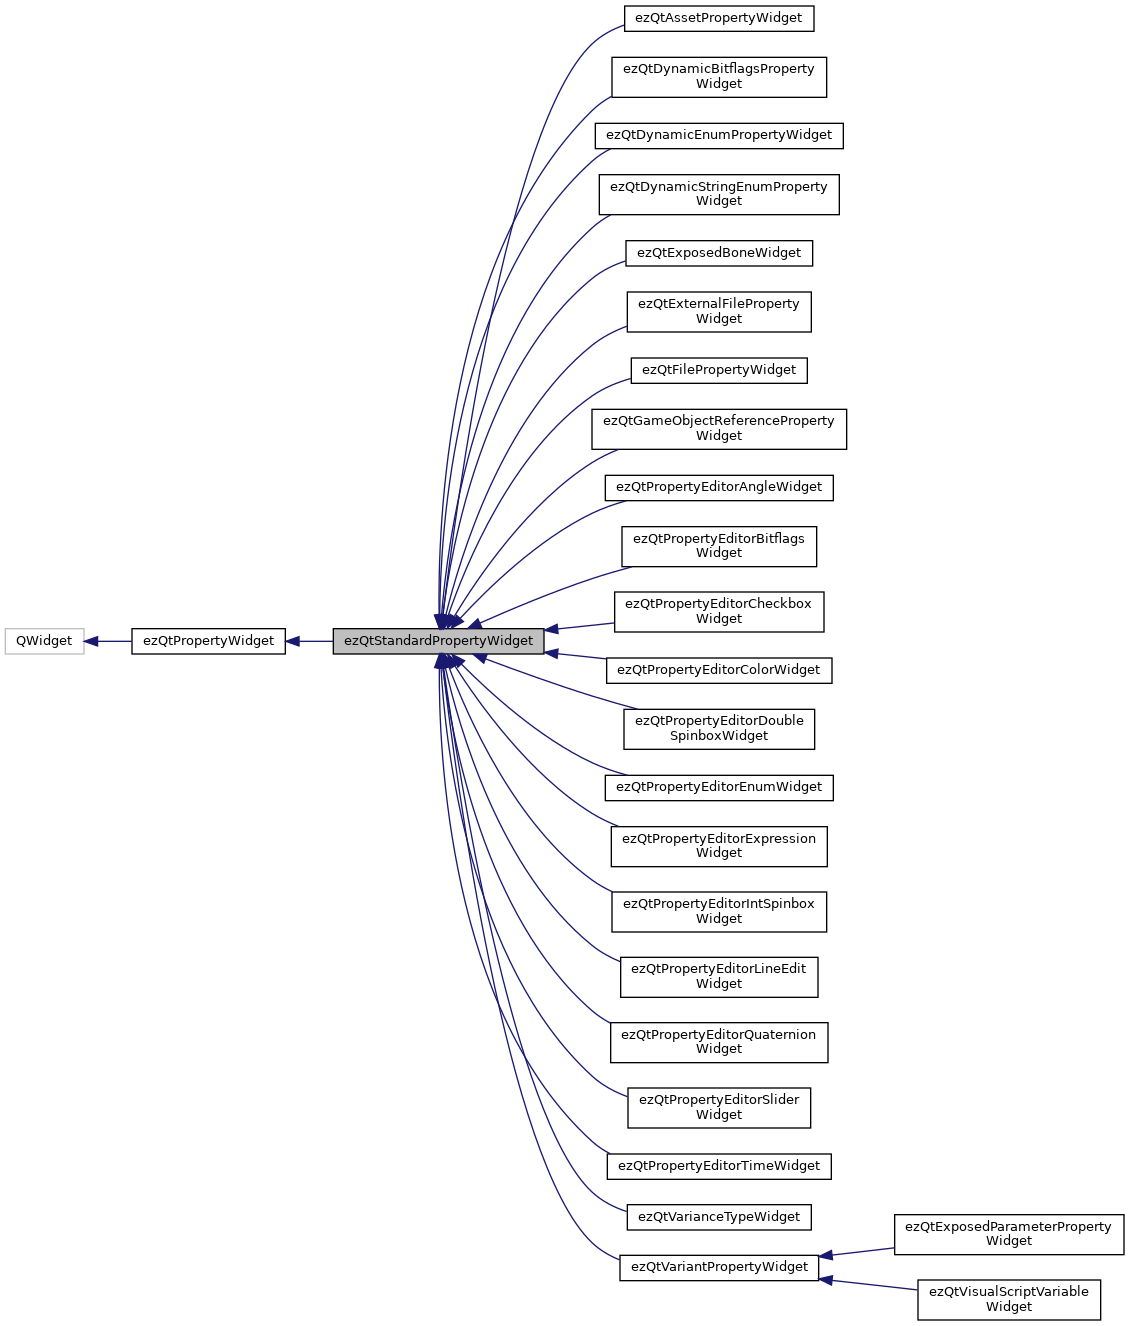 ezQtAssetPropertyWidget
ezQtDynamicBitflagsProperty
Widget
ezQtDynamicEnumPropertyWidget
ezQtDynamicStringEnumProperty
Widget
ezQtExposedBoneWidget
ezQtExternalFileProperty
Widget
ezQtFilePropertyWidget
ezQtGameObjectReferenceProperty
Widget
ezQtPropertyEditorAngleWidget
ezQtPropertyEditorBitflags
Widget
ezQtPropertyEditorCheckbox
Widget
QWidget
ezQtPropertyWidget
ezQtStandardPropertyWidget
ezQtPropertyEditorColorWidget
ezQtPropertyEditorDouble
SpinboxWidget
ezQtPropertyEditorEnumWidget
ezQtPropertyEditorExpression
Widget
ezQtPropertyEditorIntSpinbox
Widget
ezQtPropertyEditorLineEdit
Widget
ezQtPropertyEditorQuaternion
Widget
ezQtPropertyEditorSlider
Widget
ezQtPropertyEditorTimeWidget
ezQtVarianceTypeWidget
ezQtVariantPropertyWidget
ezQtExposedParameterProperty
Widget
ezQtVisualScriptVariable
Widget